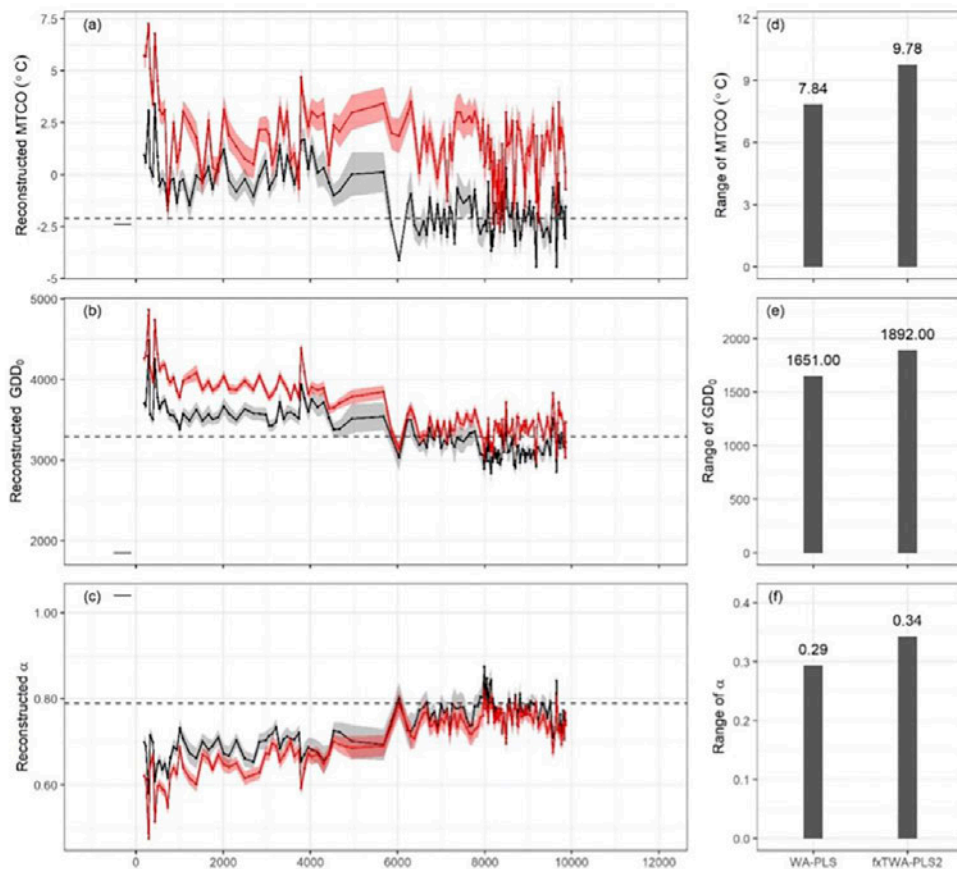 (a)
Reconstructed MTCO (° C)
7.5
5
2.5
0
-2.5
-5
(d)
Range of MTCO (° C)
12
9
6
3
0
7.84
9.78
(b)
Reconstructed GDD₀
5000
4000
3000
2000
(e)
Range of GDD₀
2000
1500
1000
500
0
1651.00
1892.00
(c)
Reconstructed α
1.00
0.80
0.60
0
2000
4000
6000
8000
10000
12000
(f)
Range of α
0.4
0.3
0.2
0.1
0.0
0.29
0.34
WA-PLS
fxTWA-PLS2